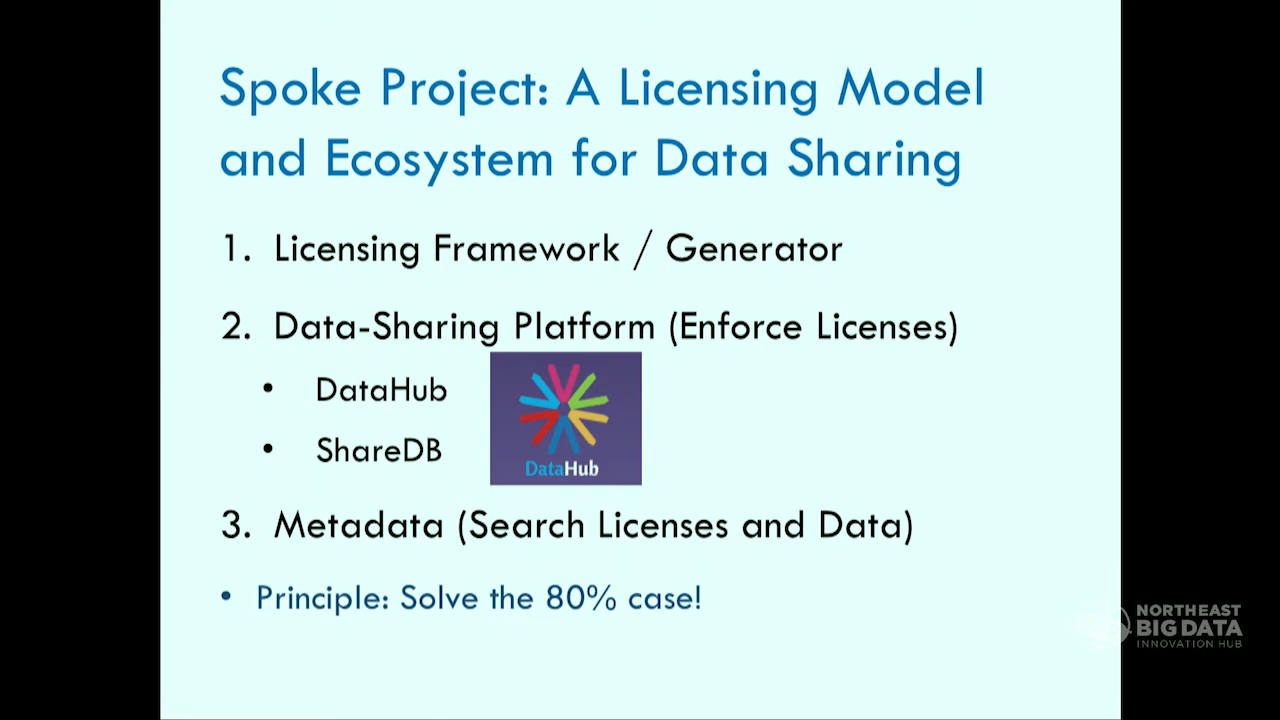 Spoke Project: A Licensing Model
and Ecosystem for Data Sharing
1. Licensing Framework / Generator
2. Data-Sharing Platform (Enforce Licenses)
• DataHub
• ShareDB
DataHub
3. Metadata (Search Licenses and Data)
• Principle: Solve the 80% case!
NORTHEAST
BIG DATA
INNOVATION HUB